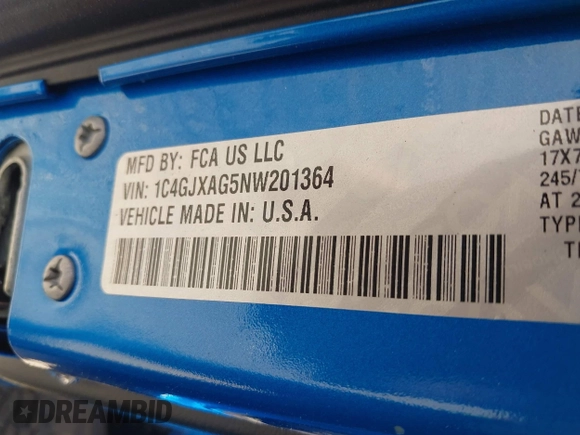 MFD BY: FCA US LLC
VIN: 1C4GJXAG5NW201364
VEHICLE MADE IN: U.S.A.
DATE
GAW
17X7
245/
AT 2
TYPE
DREAMBID